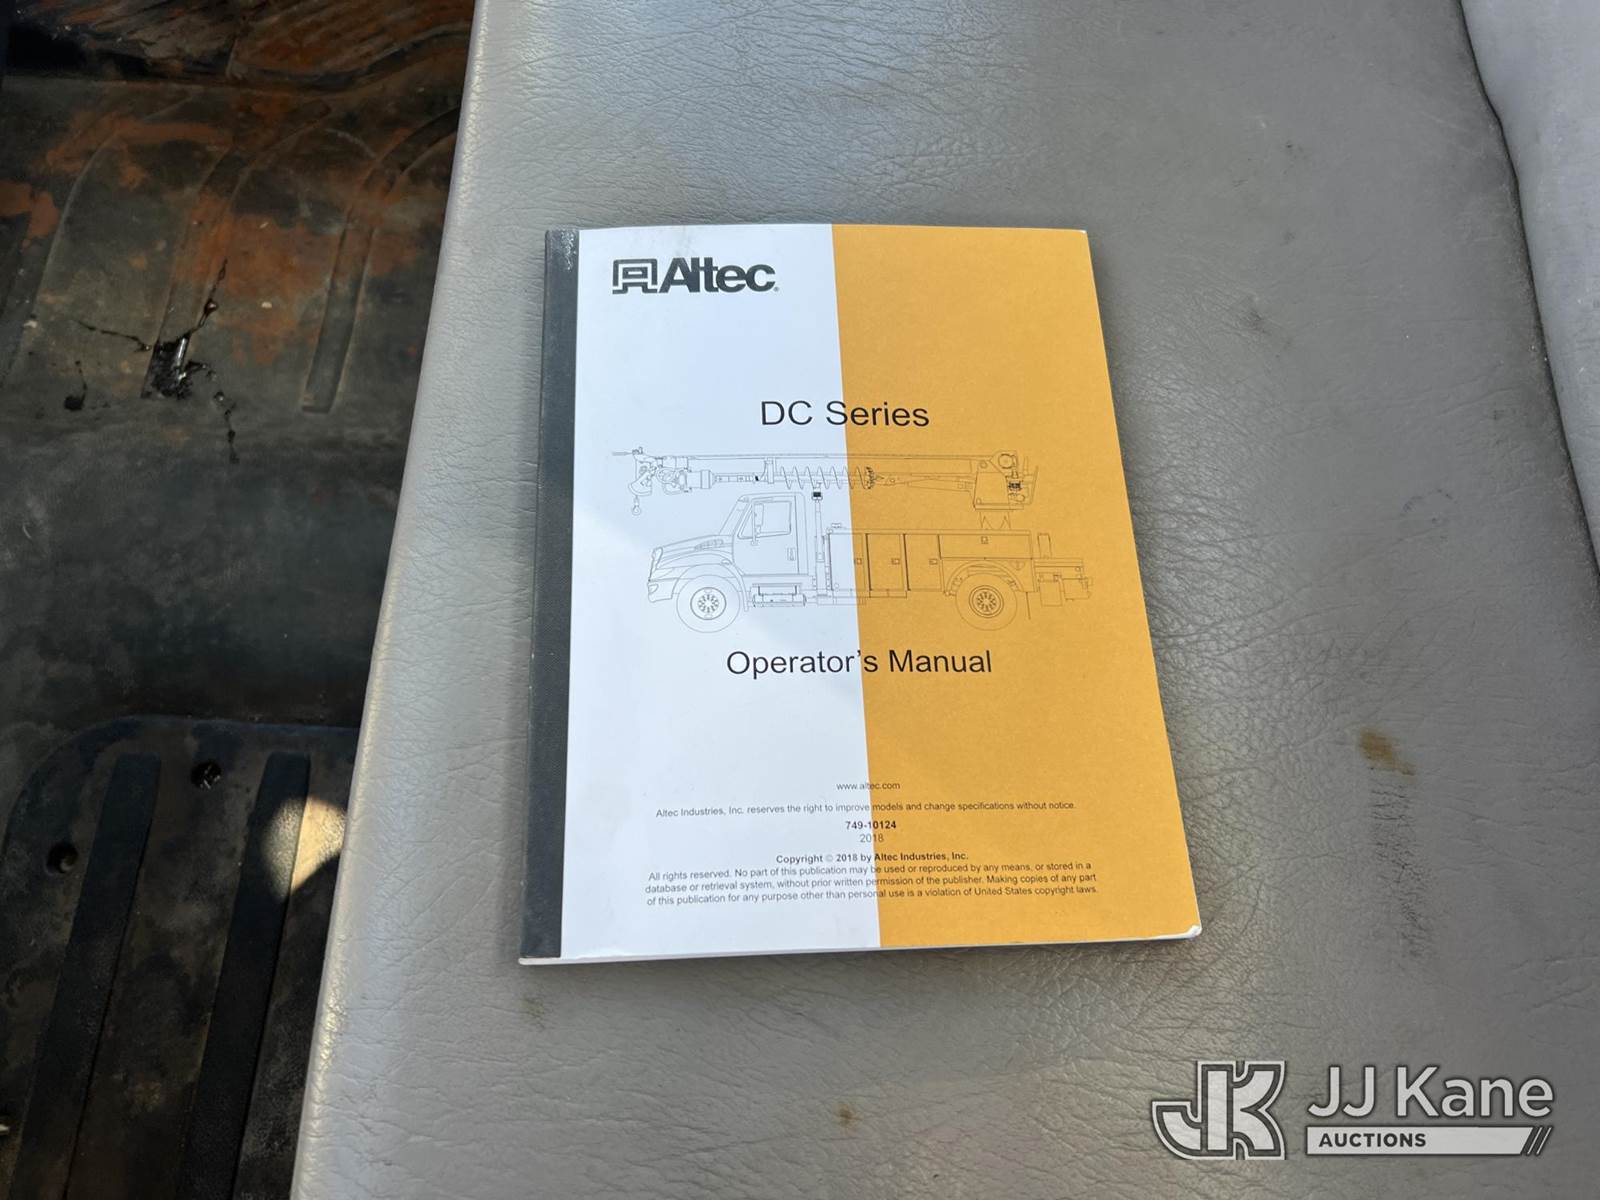 Altec
DC Series
Operator's Manual
www.altec.com
Altec Industries, Inc. reserves the right to improve models and change specifications without notice.
749-10124
2018
Copyright © 2018 by Altec Industries, Inc.
All rights reserved. No part of this publication may be used or reproduced by any means, or stored in a
database or retrieval system, without prior written permission of the publisher. Making copies of any part
of this publication for any purpose other than personal use is a violation of United States copyright laws.
JK JJ Kane
AUCTIONS